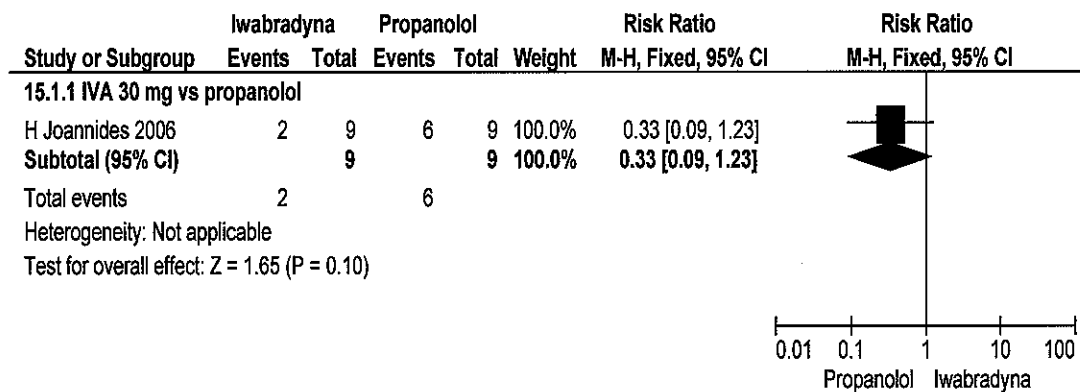 Iwabradyna Propanolol Risk Ratio Risk Ratio
Study or Subgroup Events Total Events Total Weight M-H, Fixed, 95% CI M-H, Fixed, 95% CI
15.1.1 IVA 30 mg vs propanolol
H Joannides 2006 2 9 6 9 100.0% 0.33 [0.09, 1.23]
Subtotal (95% CI) 9 9 100.0% 0.33 [0.09, 1.23]
Total events 2 6
Heterogeneity: Not applicable
Test for overall effect: Z = 1.65 (P = 0.10)
0.01 0.1 1 10 100
Propanolol Iwabradyna